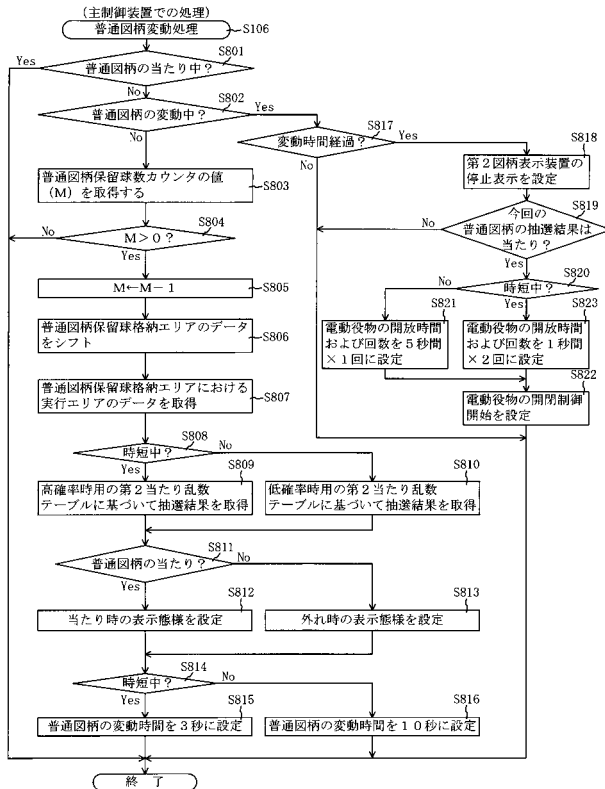 (主制御装置での処理)
普通図柄変動処理
S106
S801
Yes
普通図柄の当たり中?
No
S802
普通図柄の変動中?
Yes
No
S817
変動時間経過?
Yes
No
S818
第2図柄表示装置の
停止表示を設定
普通図柄保留球数カウンタの値
(M)を取得する
S803
S819
今回の
普通図柄の抽選結果は
当たり?
No
Yes
S804
No
M>0?
Yes
S820
時短中?
No
Yes
M←M-1
S805
S821
電動役物の開放時間
および回数を5秒間
×1回に設定
S823
電動役物の開放時間
および回数を1秒間
×2回に設定
普通図柄保留球格納エリアのデータ
をシフト
S806
S822
電動役物の開閉制御
開始を設定
普通図柄保留球格納エリアにおける
実行エリアのデータを取得
S807
S808
時短中?
No
Yes
S809
高確率時用の第2当たり乱数
テーブルに基づいて抽選結果を取得
S810
低確率時用の第2当たり乱数
テーブルに基づいて抽選結果を取得
S811
普通図柄の当たり?
No
Yes
S812
当たり時の表示態様を設定
S813
外れ時の表示態様を設定
S814
時短中?
No
Yes
S815
普通図柄の変動時間を3秒に設定
S816
普通図柄の変動時間を10秒に設定
終了